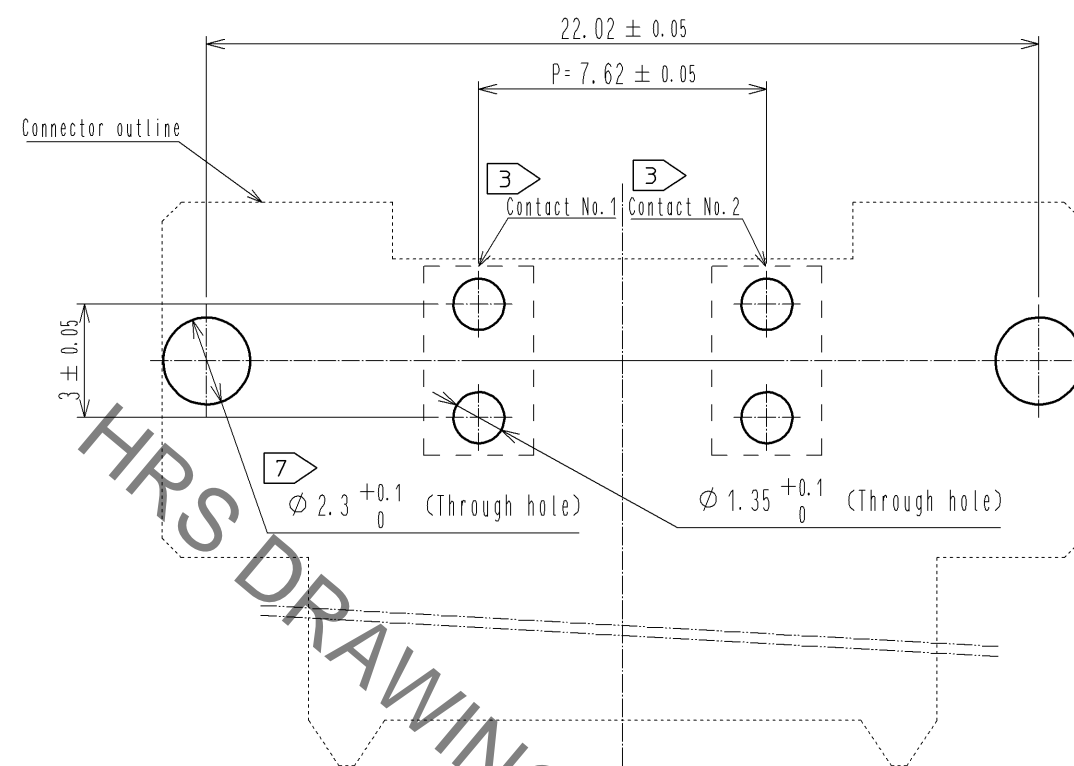 22.02 ± 0.05
P= 7.62 ± 0.05
Connector outline
3
3
Contact No.1
Contact No.2
3 ± 0.05
7
Ø 2.3 +0.1 0 (Through hole)
Ø 1.35 +0.1 0 (Through hole)
HRS DRAWING